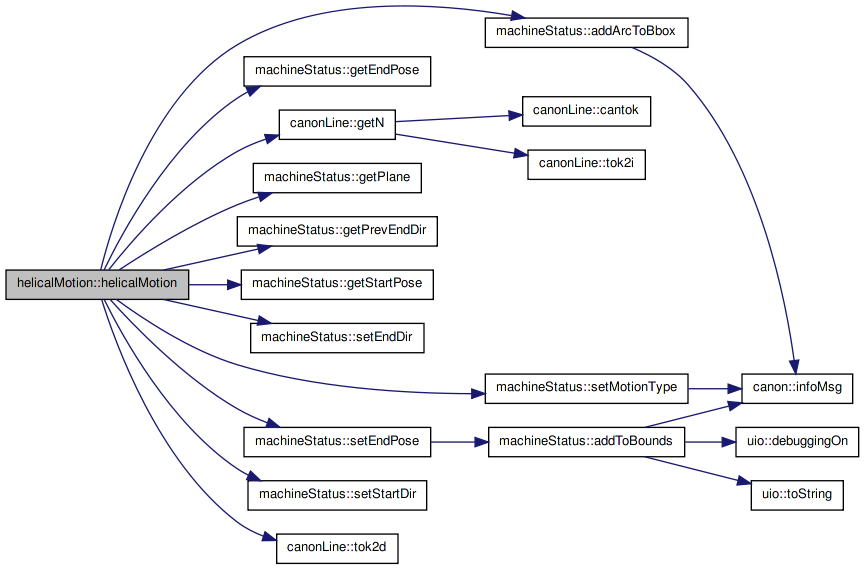 machineStatus::addArcToBbox
machineStatus::getEndPose
canonLine::getN
canonLine::cantok
canonLine::tok2i
machineStatus::getPlane
machineStatus::getPrevEndDir
helicalMotion::helicalMotion
machineStatus::getStartPose
machineStatus::setEndDir
machineStatus::setMotionType
canon::infoMsg
machineStatus::setEndPose
machineStatus::addToBounds
uio::debuggingOn
machineStatus::setStartDir
uio::toString
canonLine::tok2d